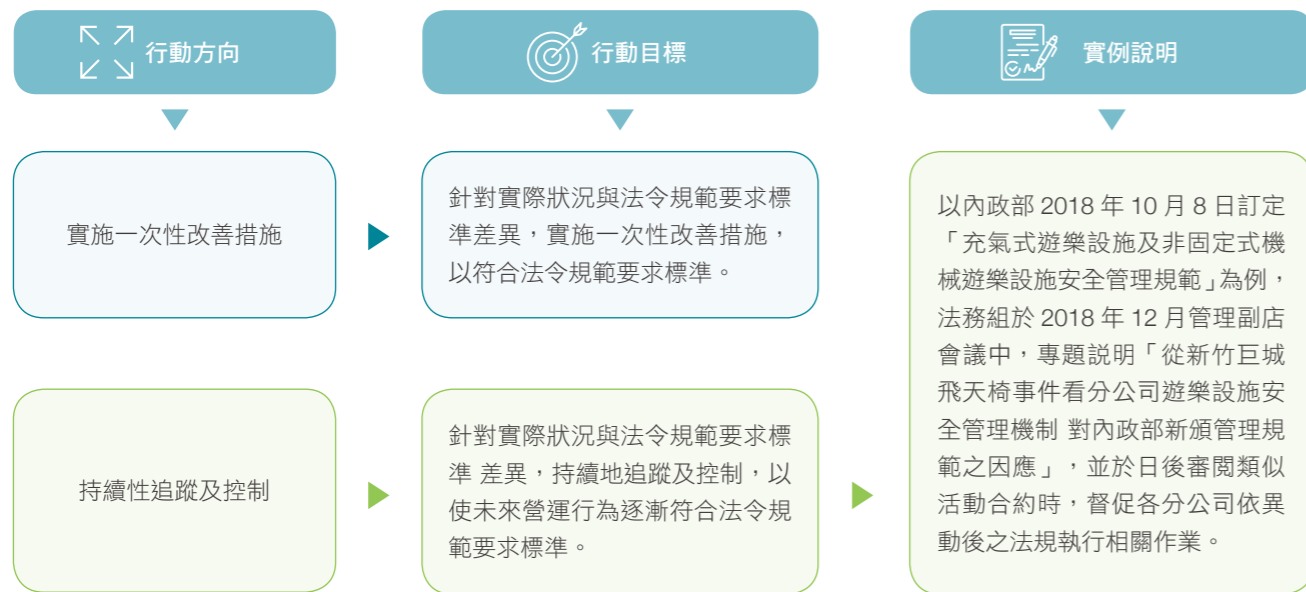 行動方向
行動目標
實例說明
實施一次性改善措施
針對實際狀況與法令規範要求標
準差異，實施一次性改善措施，
以符合法令規範要求標準。
持續性追蹤及控制
針對實際狀況與法令規範要求標
準 差異，持續地追蹤及控制，以
使未來營運行為逐漸符合法令規
範要求標準。
以內政部 2018 年 10 月 8 日訂定
「充氣式遊樂設施及非固定式機
械遊樂設施安全管理規範」為例，
法務組於 2018 年 12 月管理副店
會議中，專題說明「從新竹巨城
飛天椅事件看分公司遊樂設施安
全管理機制 對內政部新頒管理規
範之因應」，並於日後審閱類似
活動合約時，督促各分公司依異
動後之法規執行相關作業。